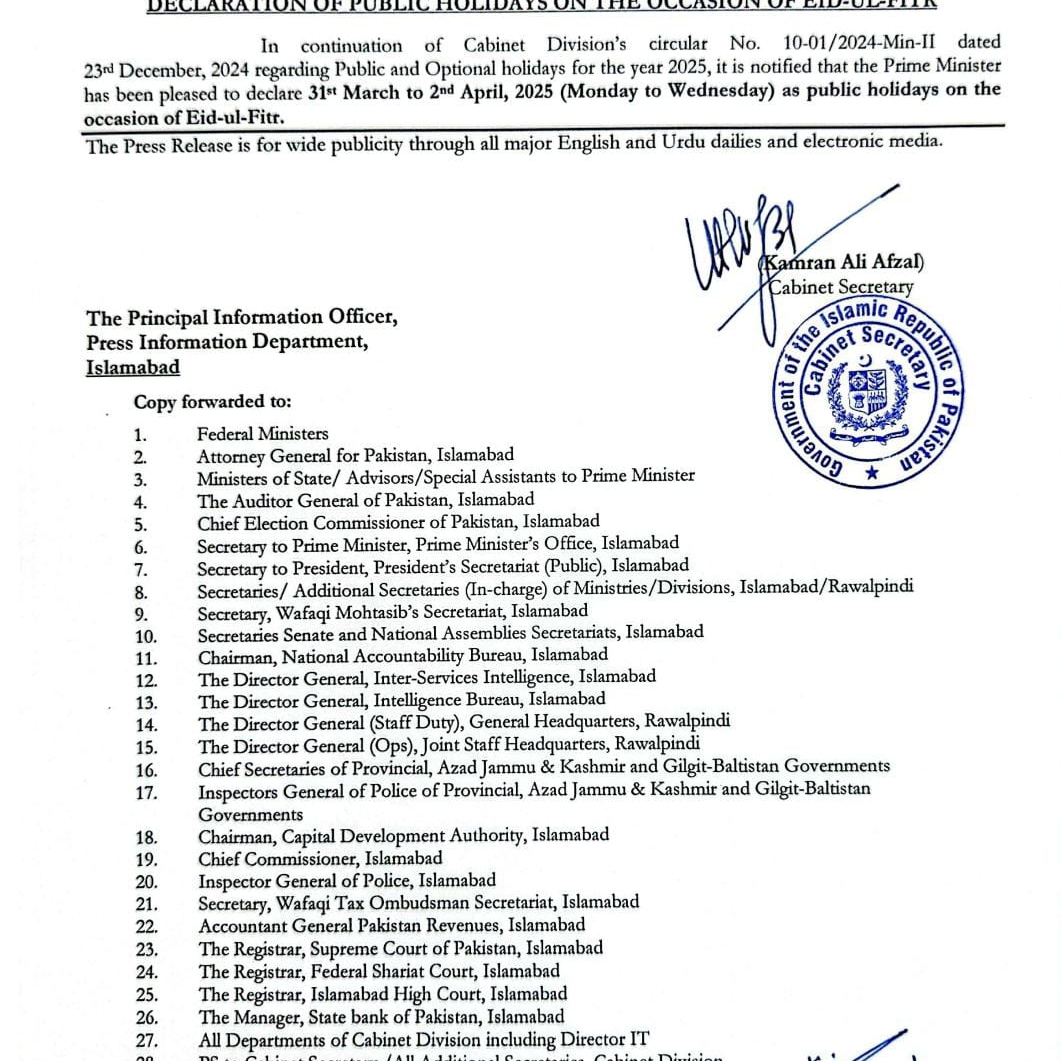 DECLARATION OF PUBLIC HOLIDAYS ON THE OCCASION OF EID-UL-FITR
In continuation of Cabinet Division's circular No. 10-01/2024-Min-II dated
23rd December, 2024 regarding Public and Optional holidays for the year 2025, it is notified that the Prime Minister
has been pleased to declare 31st March to 2nd April, 2025 (Monday to Wednesday) as public holidays on the
occasion of Eid-ul-Fitr.
The Press Release is for wide publicity through all major English and Urdu dailies and electronic media.
(Kamran Ali Afzal)
Cabinet Secretary
Government of the Islamic Republic of Pakistan
Cabinet Secretary
The Principal Information Officer,
Press Information Department,
Islamabad
Copy forwarded to:
1. Federal Ministers
2. Attorney General for Pakistan, Islamabad
3. Ministers of State/ Advisors/Special Assistants to Prime Minister
4. The Auditor General of Pakistan, Islamabad
5. Chief Election Commissioner of Pakistan, Islamabad
6. Secretary to Prime Minister, Prime Minister's Office, Islamabad
7. Secretary to President, President's Secretariat (Public), Islamabad
8. Secretaries/ Additional Secretaries (In-charge) of Ministries/Divisions, Islamabad/Rawalpindi
9. Secretary, Wafaqi Mohtasib's Secretariat, Islamabad
10. Secretaries Senate and National Assemblies Secretariats, Islamabad
11. Chairman, National Accountability Bureau, Islamabad
12. The Director General, Inter-Services Intelligence, Islamabad
13. The Director General, Intelligence Bureau, Islamabad
14. The Director General (Staff Duty), General Headquarters, Rawalpindi
15. The Director General (Ops), Joint Staff Headquarters, Rawalpindi
16. Chief Secretaries of Provincial, Azad Jammu & Kashmir and Gilgit-Baltistan Governments
17. Inspectors General of Police of Provincial, Azad Jammu & Kashmir and Gilgit-Baltistan
Governments
18. Chairman, Capital Development Authority, Islamabad
19. Chief Commissioner, Islamabad
20. Inspector General of Police, Islamabad
21. Secretary, Wafaqi Tax Ombudsman Secretariat, Islamabad
22. Accountant General Pakistan Revenues, Islamabad
23. The Registrar, Supreme Court of Pakistan, Islamabad
24. The Registrar, Federal Shariat Court, Islamabad
25. The Registrar, Islamabad High Court, Islamabad
26. The Manager, State bank of Pakistan, Islamabad
27. All Departments of Cabinet Division including Director IT